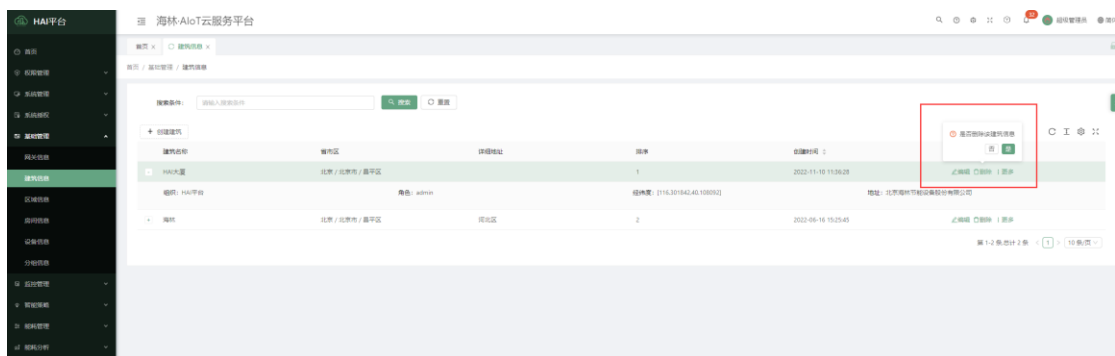 HAI平台
海林·AIoT云服务平台
32
超级管理员
首页
权限管理
系统管理
系统授权
基础管理
网关信息
建筑信息
区域信息
房间信息
设备信息
分组信息
监控管理
智能策略
能耗管理
能耗分析
首页 × 建筑信息 ×
首页 / 基础管理 / 建筑信息
搜索条件: 请输入搜索条件 搜索 重置
+ 创建建筑
是否删除该建筑消息
否 是
建筑名称 省市区 详细地址 排序 创建时间
HAI大厦 北京 / 北京市 / 昌平区 1 2022-11-10 11:36:28 编辑 删除 | 更多
组织: HAI平台 角色: admin 经纬度: [116.301842,40.108092] 地址: 北京海林节能设备股份有限公司
+ 海林 北京 / 北京市 / 昌平区 河北区 2 2022-06-16 15:25:45 编辑 删除 | 更多
第 1-2 条,总计 2 条 < 1 > 10 条/页